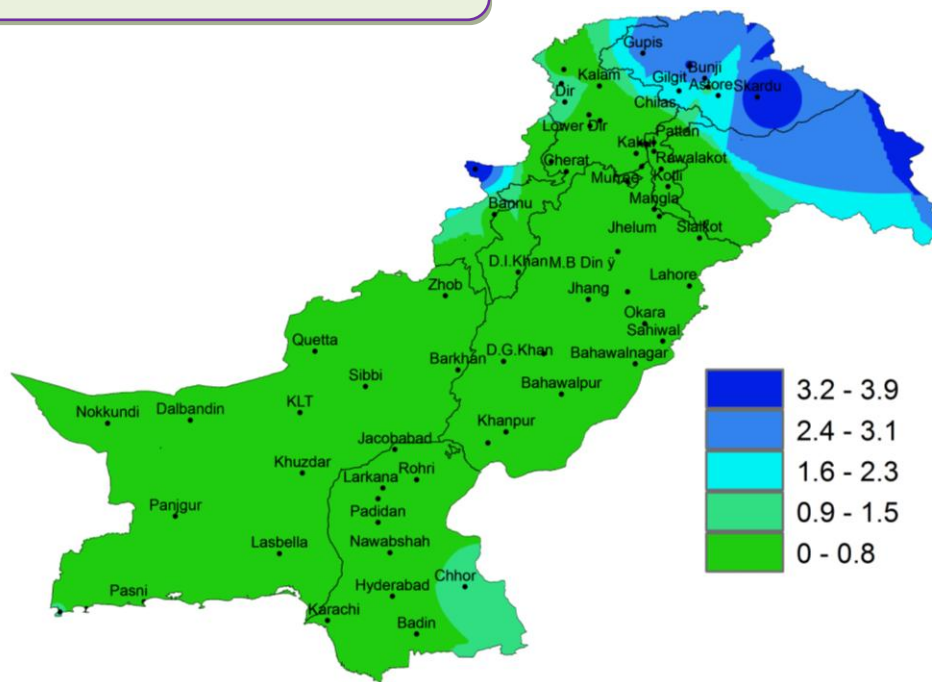 Gupis
Bunji
Kalam
Gilgit
Astore
Skardu
Dir
Chilas
Lower Dir
Pattan
Kakul
Cherat
Rawalakot
Murree
Kotli
Bannu
Mangla
Jhelum
Sialkot
D.I.Khan
M.B Din ÿ
Zhob
Lahore
Jhang
Okara
Quetta
Sahiwal
Barkhan
D.G.Khan
Bahawalnagar
Sibbi
Bahawalpur
KLT
Nokkundi
Dalbandin
Khanpur
Jacobabad
Khuzdar
Rohri
Larkana
Panjgur
Padidan
Lasbella
Nawabshah
Chhor
Pasni
Hyderabad
Karachi
Badin
3.2 - 3.9
2.4 - 3.1
1.6 - 2.3
0.9 - 1.5
0 - 0.8